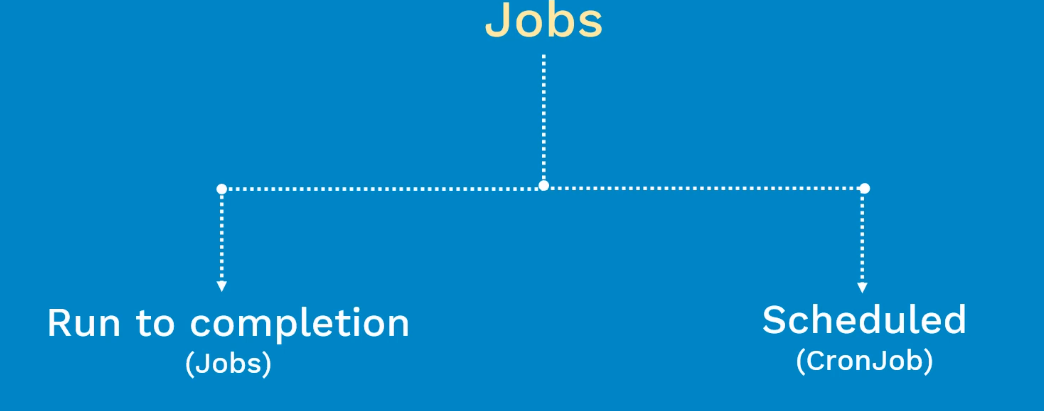 Jobs
Run to completion
(Jobs)
Scheduled
(CronJob)